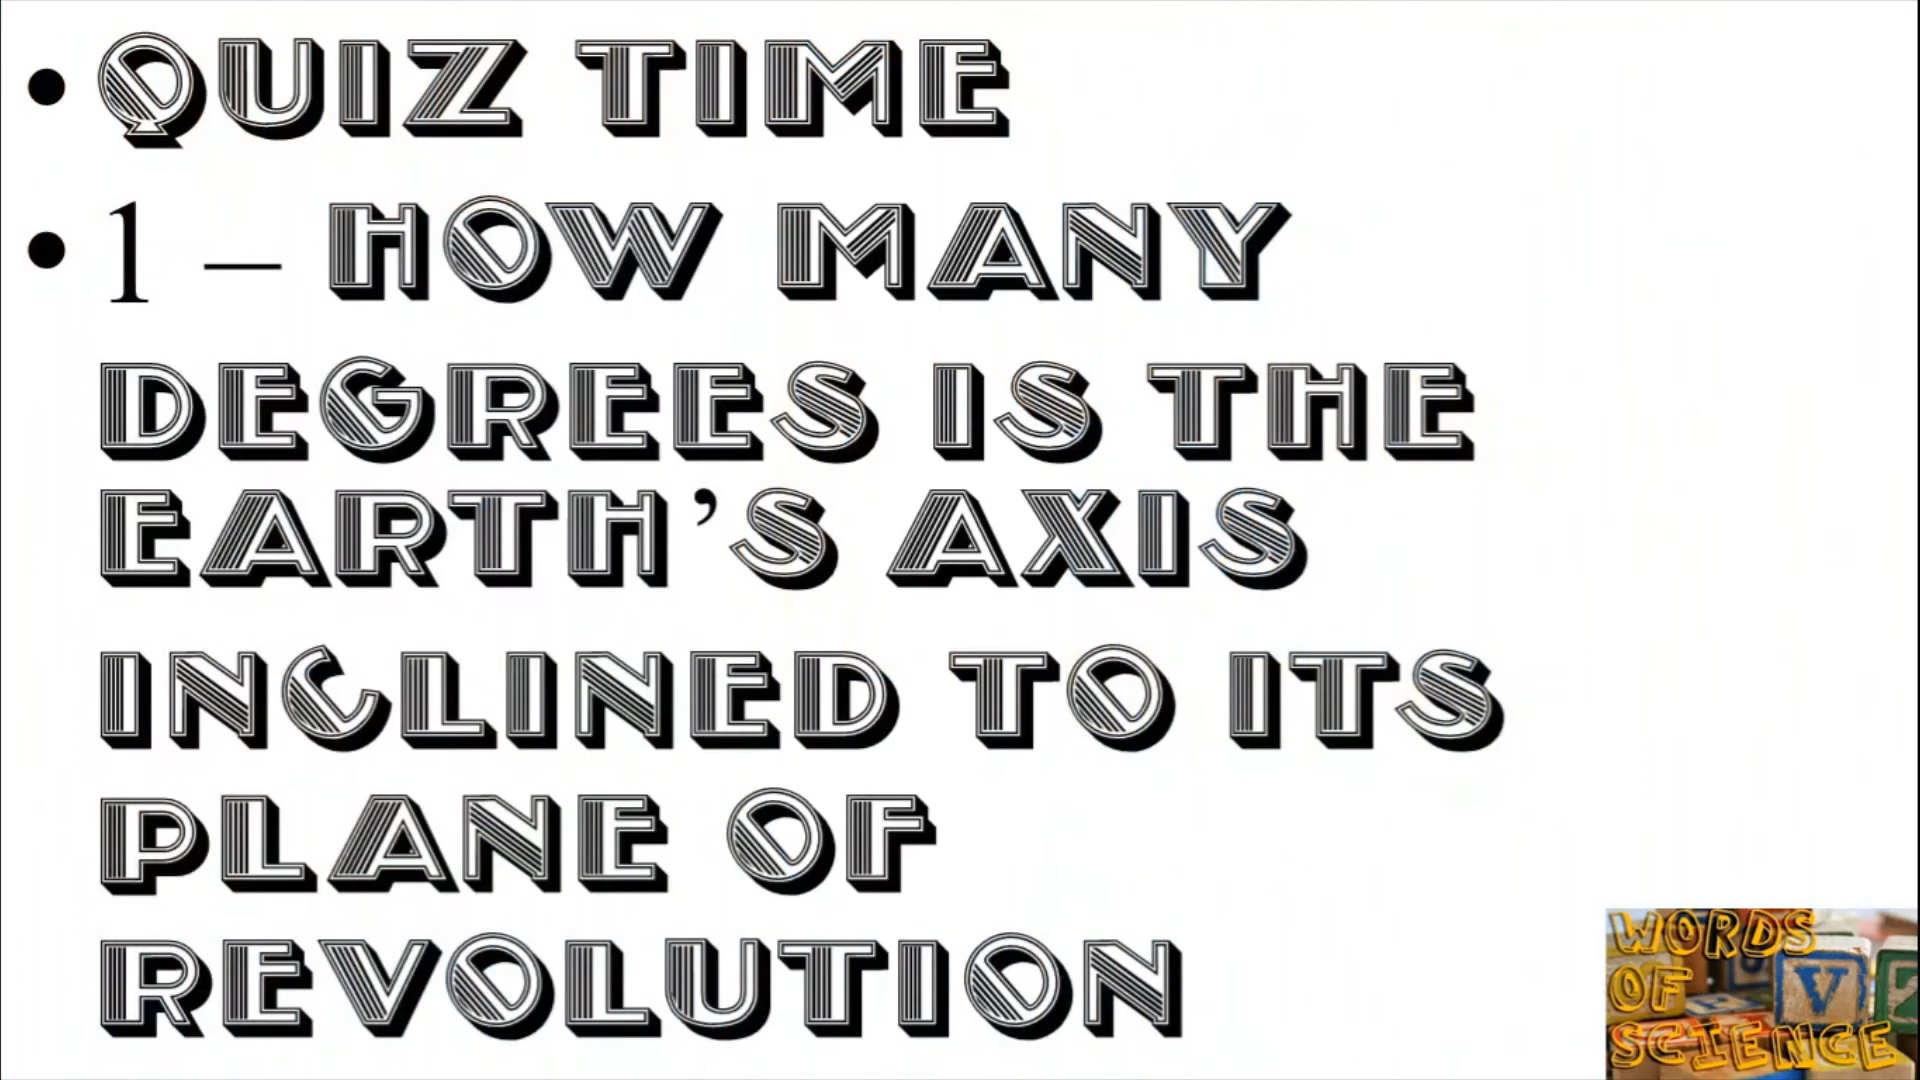 • QUIZ TIME
• 1 – HOW MANY
DEGREES IS THE
EARTH’S AXIS
INCLINED TO ITS
PLANE OF
REVOLUTION
WORDS
OF
SCIENCE
V